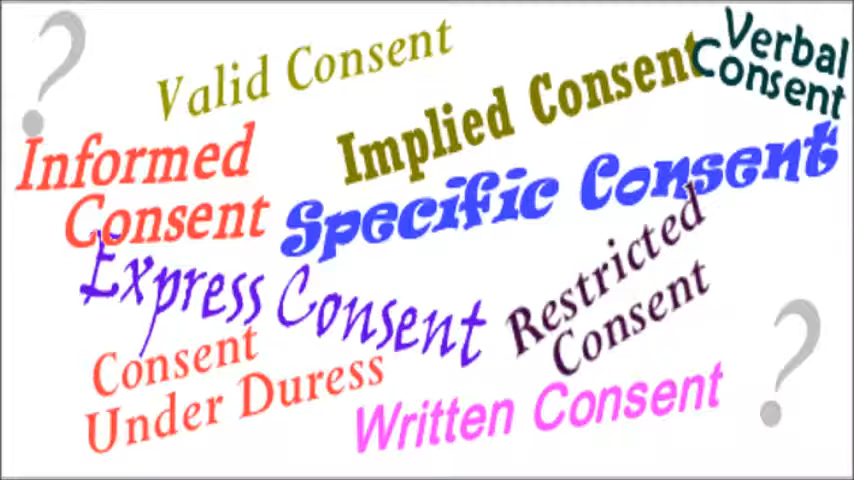 ?
Valid Consent
Verbal
Consent
Implied Consent
Informed
Consent
Specific Consent
Express Consent
Restricted
Consent
Consent
Under Duress
Written Consent
?